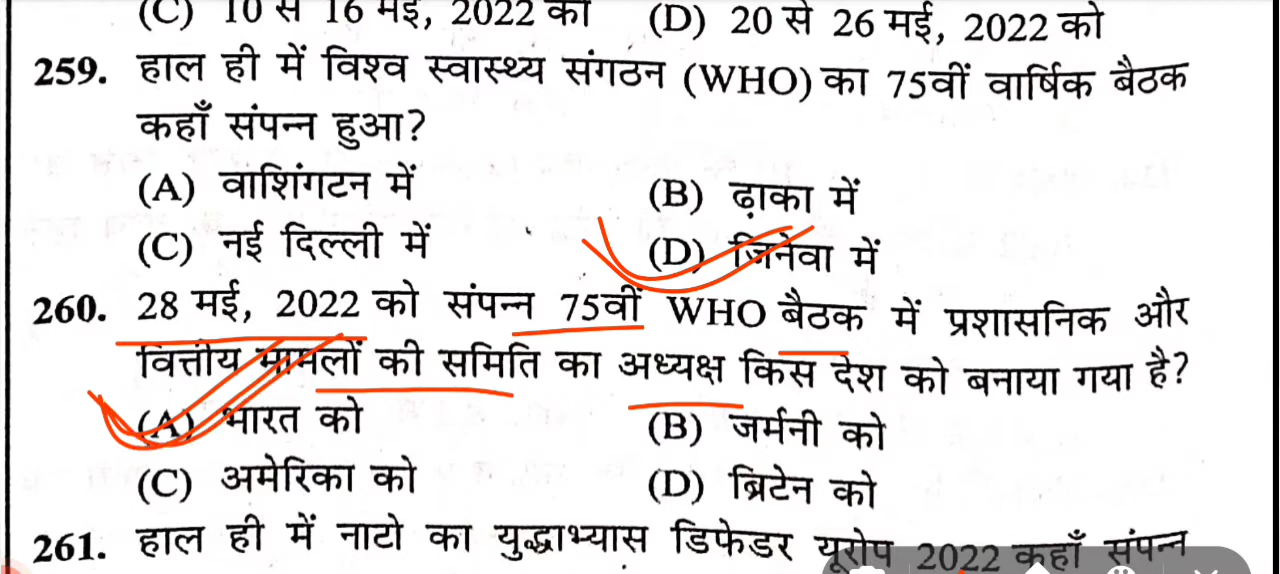 (C) 10 से 16 मई, 2022 को (D) 20 से 26 मई, 2022 को
259. हाल ही में विश्व स्वास्थ्य संगठन (WHO) का 75वीं वार्षिक बैठक
कहाँ संपन्न हुआ?
(A) वाशिंगटन में (B) ढ़ाका में
(C) नई दिल्ली में (D) जिनेवा में
260. 28 मई, 2022 को संपन्न 75वीं WHO बैठक में प्रशासनिक और
वित्तीय मामलों की समिति का अध्यक्ष किस देश को बनाया गया है?
(A) भारत को (B) जर्मनी को
(C) अमेरिका को (D) ब्रिटेन को
261. हाल ही में नाटो का युद्धाभ्यास डिफेडर यूरोप 2022 कहाँ संपन्न